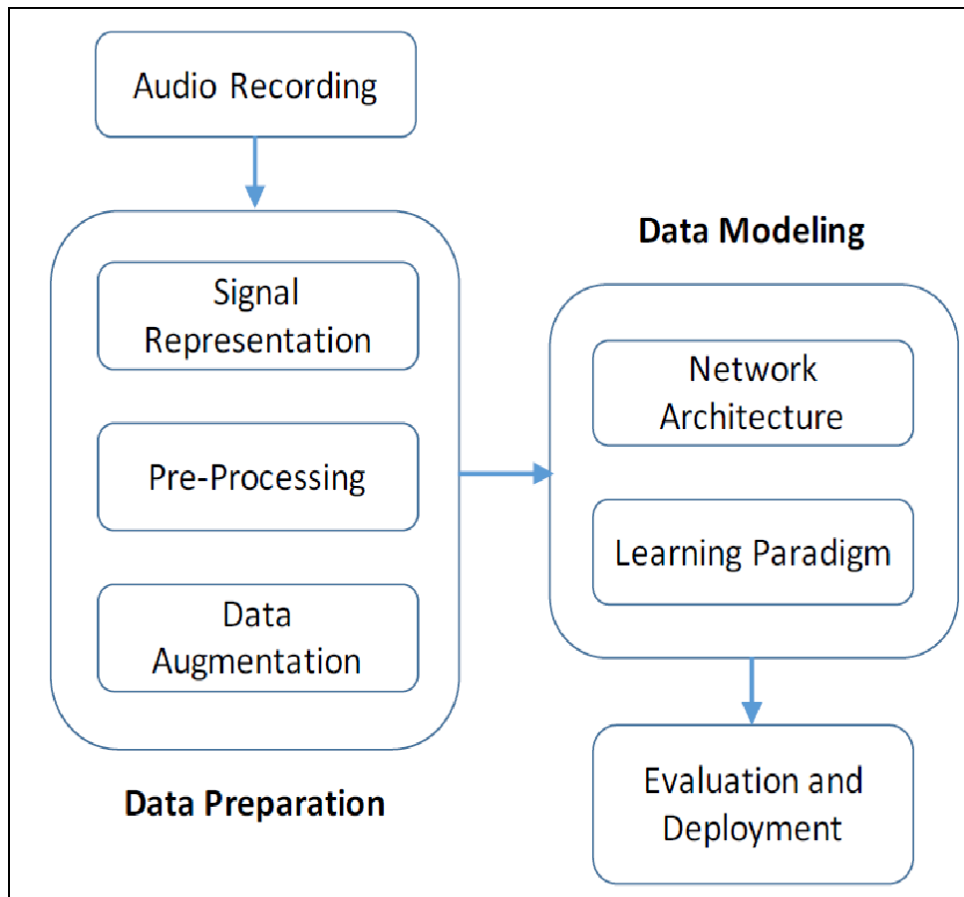 Audio Recording
Signal
Representation
Pre-Processing
Data
Augmentation
Data Preparation
Data Modeling
Network
Architecture
Learning Paradigm
Evaluation and
Deployment